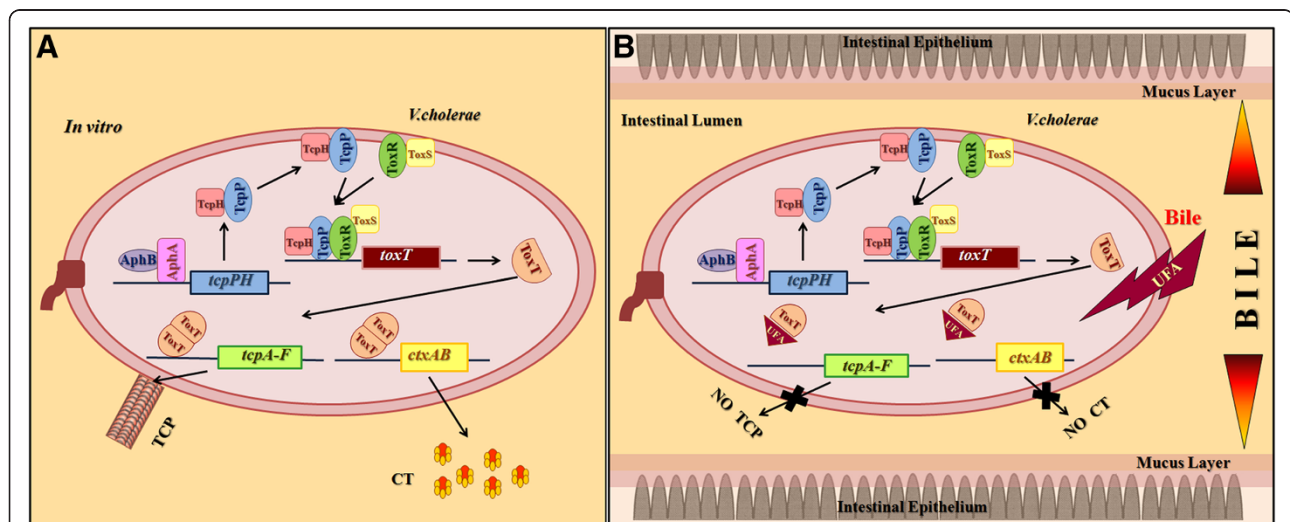 A
In vitro
V.cholerae
TcpH
TcpP
ToxR
ToxS
TcpH
TcpP
TcpH
TcpP
ToxR
ToxS
AphB
AphA
tcpPH
toxT
ToxT
ToxT
ToxT
tcpA-F
ToxT
ToxT
ctxAB
TCP
CT
B
Intestinal Epithelium
Mucus Layer
Intestinal Lumen
V.cholerae
TcpH
TcpP
ToxR
ToxS
TcpH
TcpP
TcpH
TcpP
ToxR
ToxS
AphB
AphA
tcpPH
toxT
ToxT
Bile
UFA
BILE
ToxT
UFA
ToxT
UFA
tcpA-F
ctxAB
NO TCP
NO CT
Mucus Layer
Intestinal Epithelium